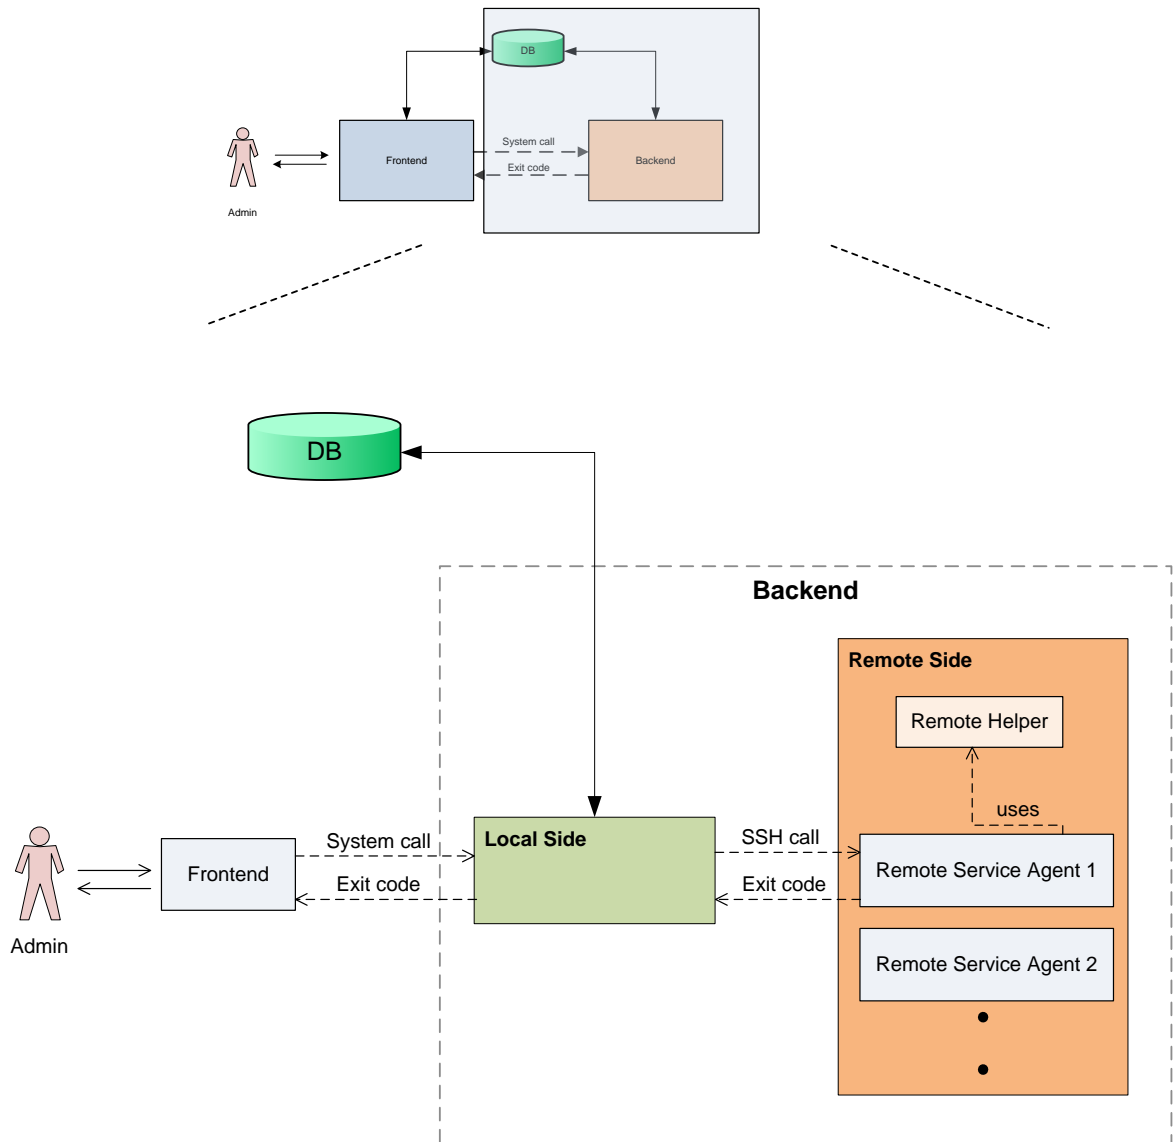 DB
System call
Frontend
Backend
Exit code
Admin
DB
Backend
Remote Side
Remote Helper
uses
System call
Local Side
SSH call
Frontend
Remote Service Agent 1
Exit code
Exit code
Admin
Remote Service Agent 2